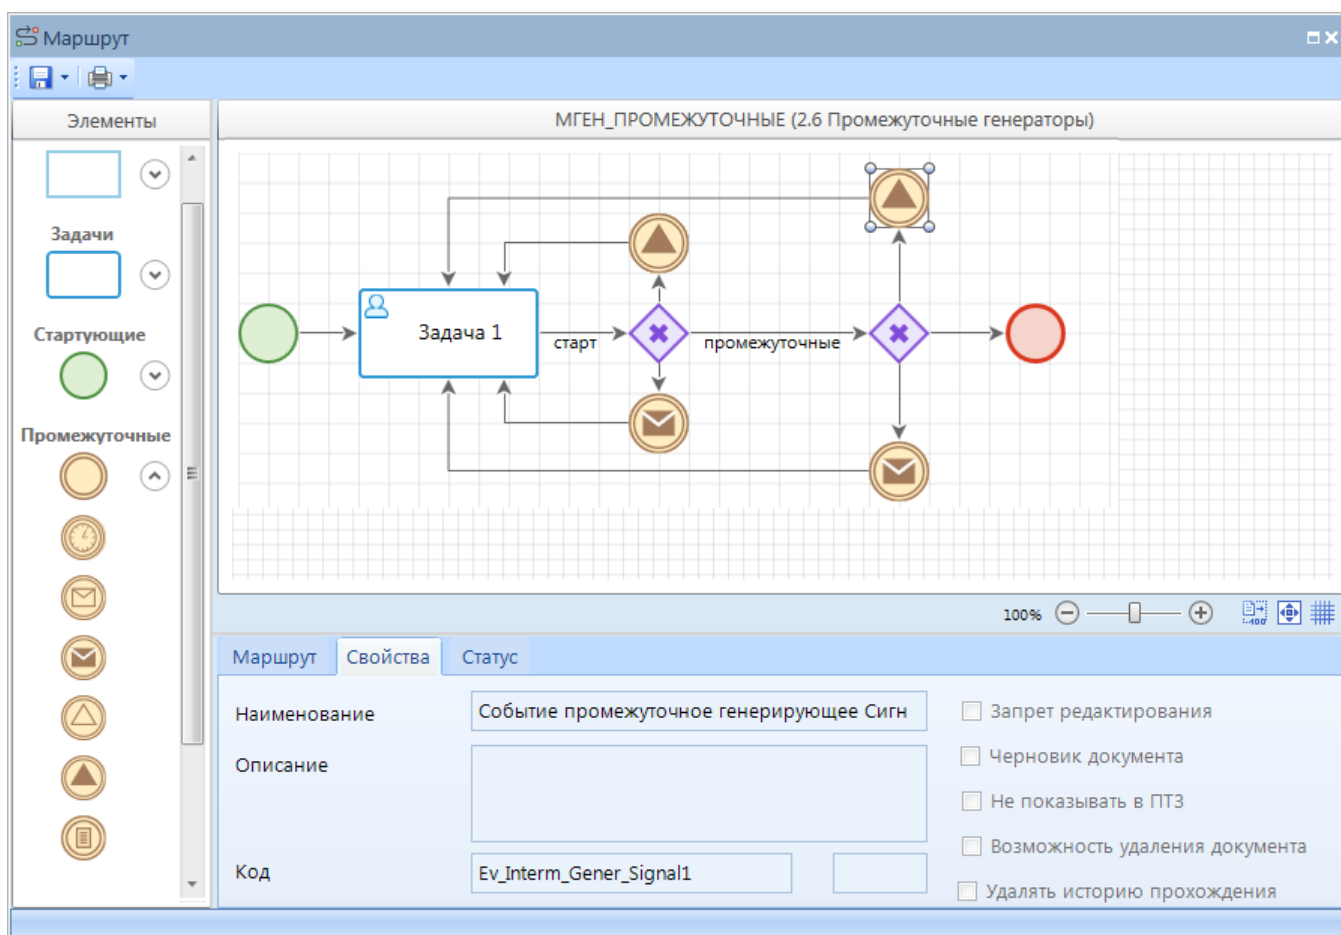 Маршрут
Элементы
МГЕН_ПРОМЕЖУТОЧНЫЕ (2.6 Промежуточные генераторы)
Задачи
Стартующие
Промежуточные
Задача 1
старт
промежуточные
100%
Маршрут Свойства Статус
Наименование Событие промежуточное генерирующее Сигн
Запрет редактирования
Описание
Черновик документа
Не показывать в ПТЗ
Возможность удаления документа
Код Ev_Interm_Gener_Signal1
Удалять историю прохождения